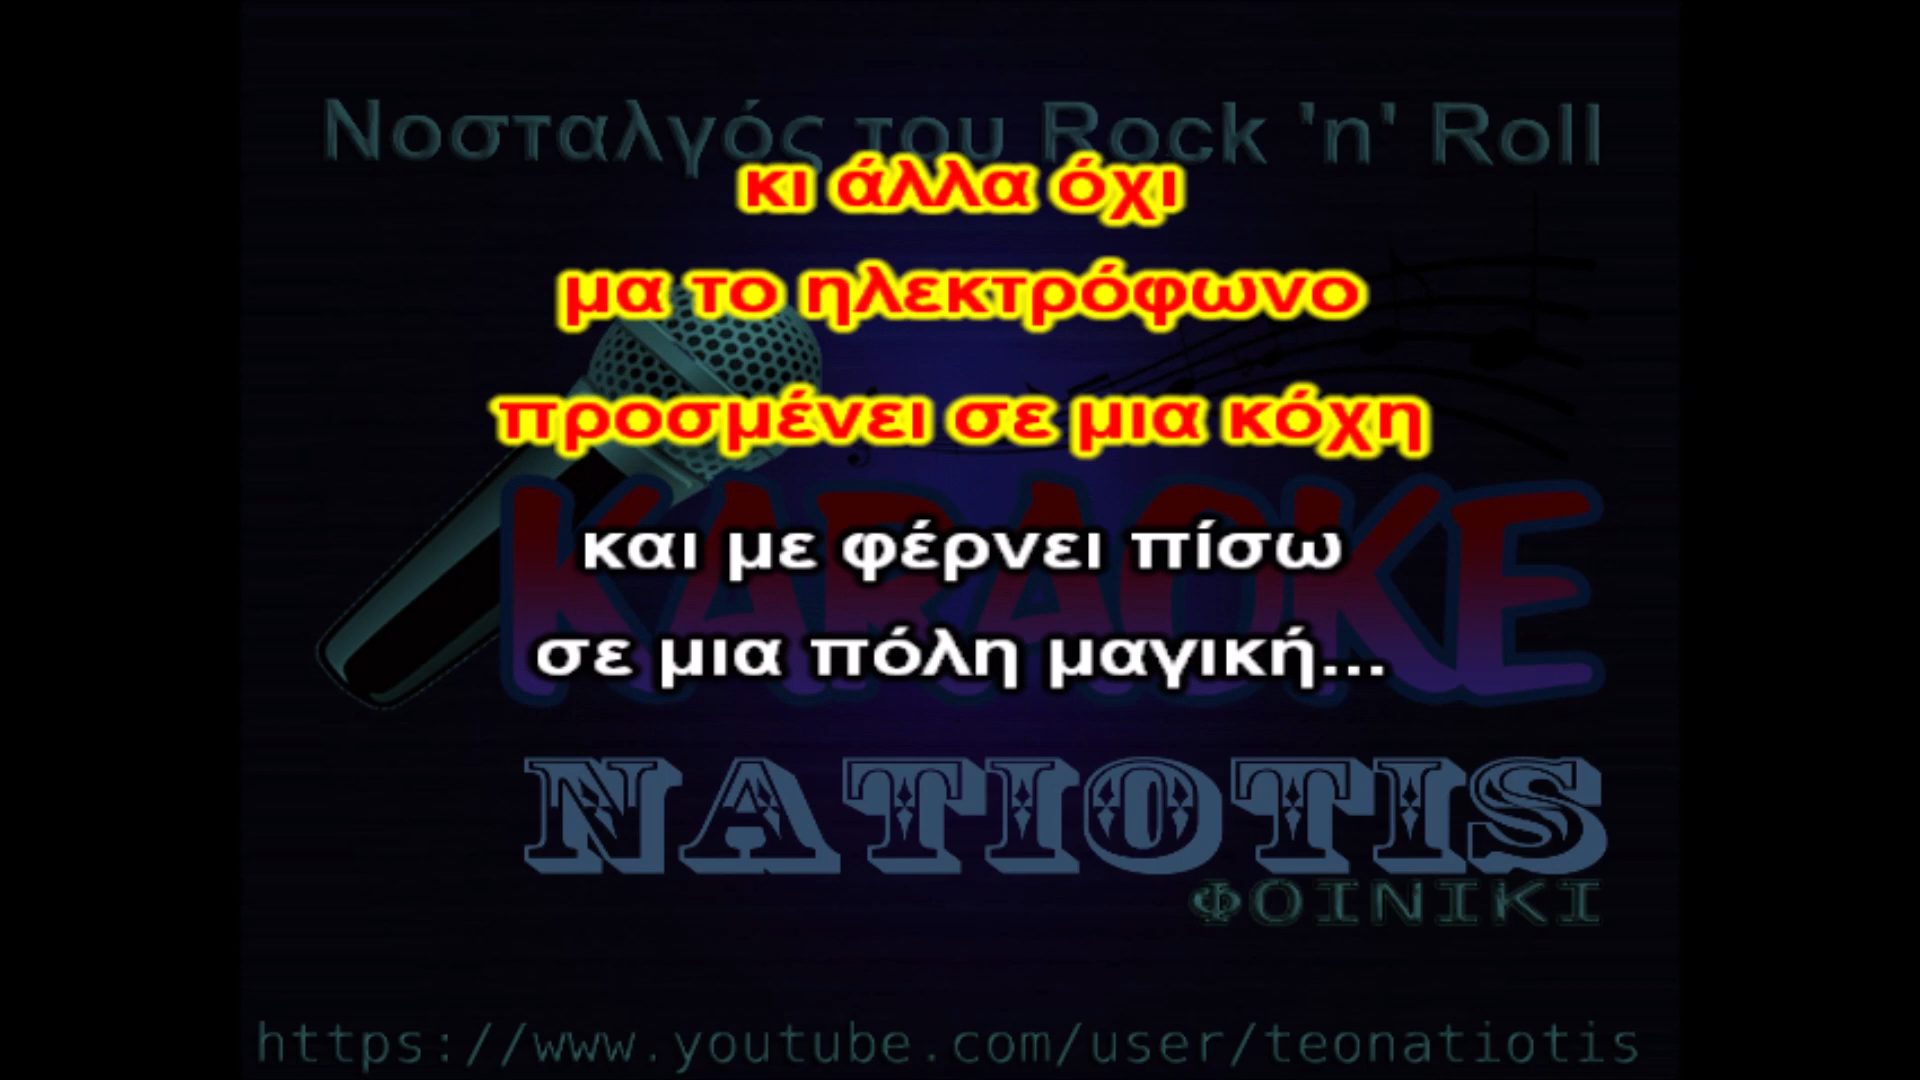 Νοσταλγός του Rock 'n' Roll
κι άλλα όχι
μα το ηλεκτρόφωνο
προσμένει σε μια κόχη
KARAOKE
και με φέρνει πίσω
σε μια πόλη μαγική...
NATIOTIS
ΦΟΙΝΙΚΙ
https://www.youtube.com/user/teonatiotis